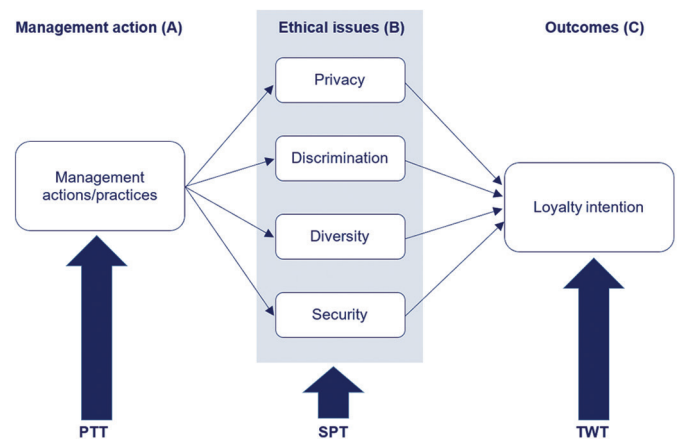 Management action (A)
Ethical issues (B)
Outcomes (C)
Privacy
Discrimination
Management
actions/practices
Loyalty intention
Diversity
Security
PTT
SPT
TWT